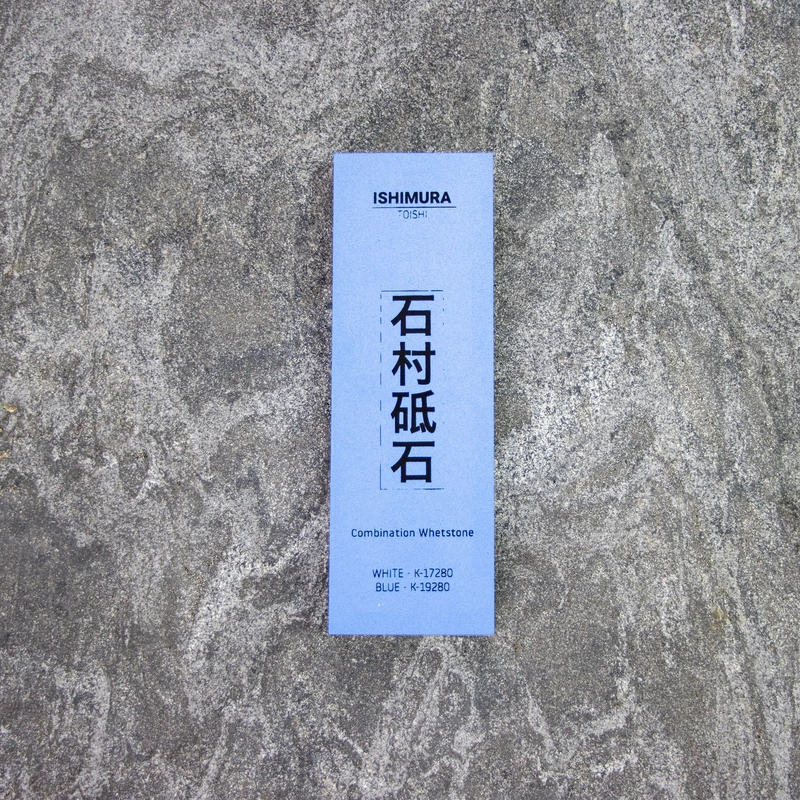 ISHIMURA
TOISHI
石村砥石
Combination Whetstone
WHITE - K-17280
BLUE - K-19280